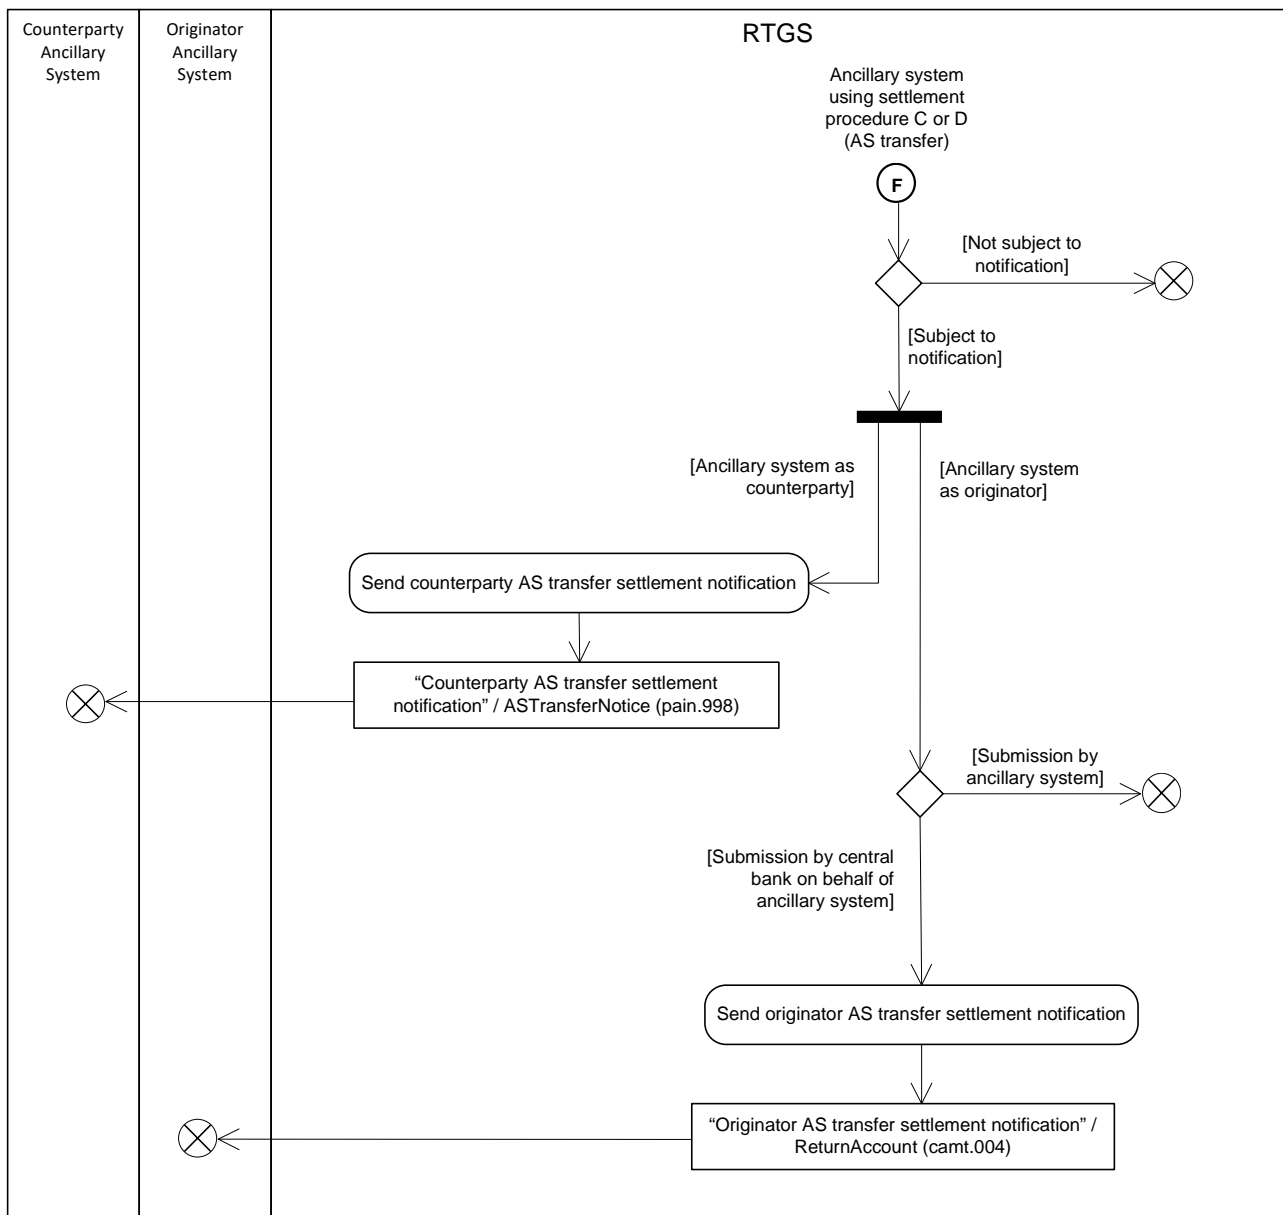 Counterparty
Ancillary
System
Originator
Ancillary
System
RTGS
Ancillary system
using settlement
procedure C or D
(AS transfer)
F
[Not subject to
notification]
[Subject to
notification]
[Ancillary system as
counterparty]
[Ancillary system
as originator]
Send counterparty AS transfer settlement notification
“Counterparty AS transfer settlement
notification” / ASTransferNotice (pain.998)
[Submission by
ancillary system]
[Submission by central
bank on behalf of
ancillary system]
Send originator AS transfer settlement notification
“Originator AS transfer settlement notification” /
ReturnAccount (camt.004)